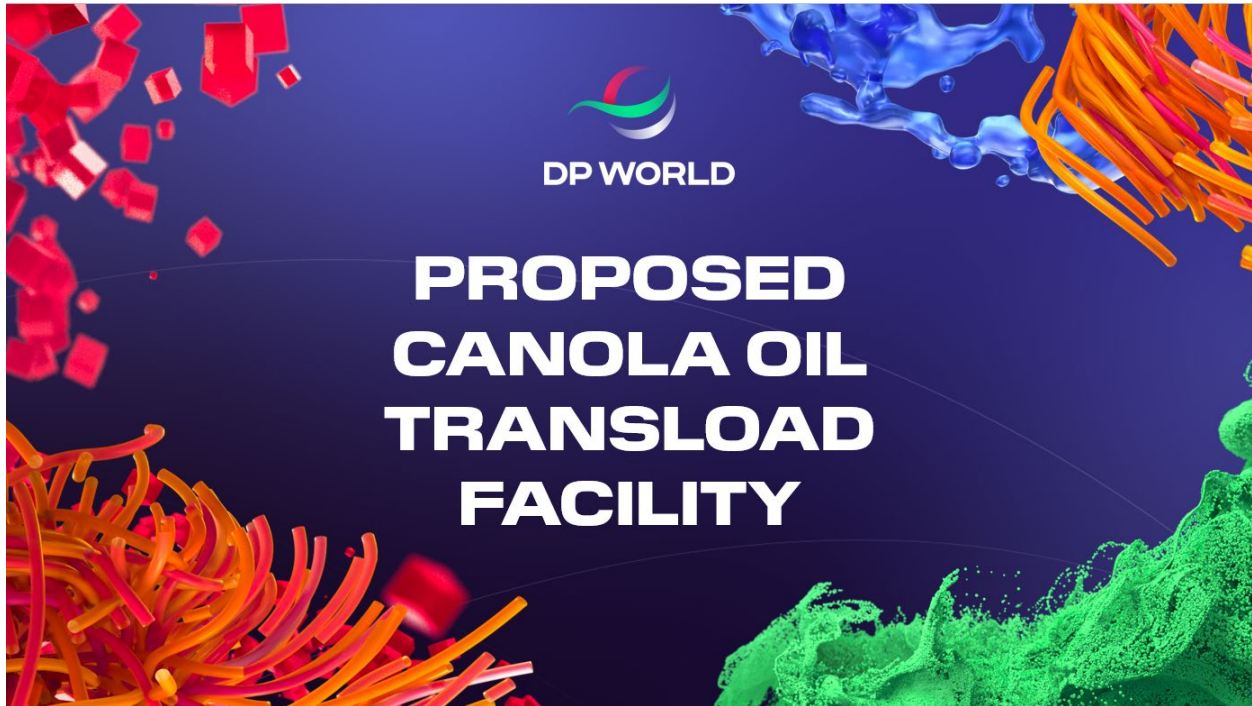 DP WORLD
PROPOSED
CANOLA OIL
TRANSLOAD
FACILITY